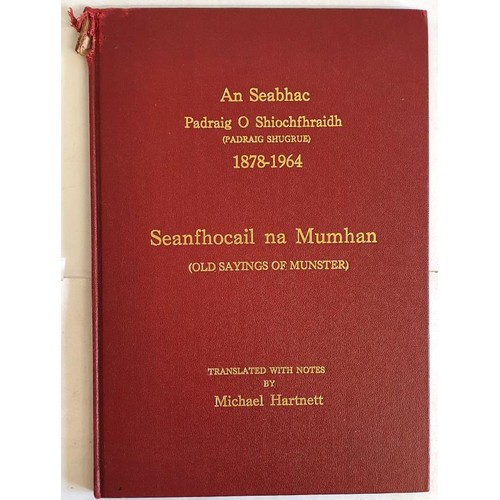 An Seabhac
Padraig O Shiochfhraidh
(PADRAIG SHUGRUE)
1878-1964
Seanfhocail na Mumhan
(OLD SAYINGS OF MUNSTER)
TRANSLATED WITH NOTES
BY
Michael Hartnett